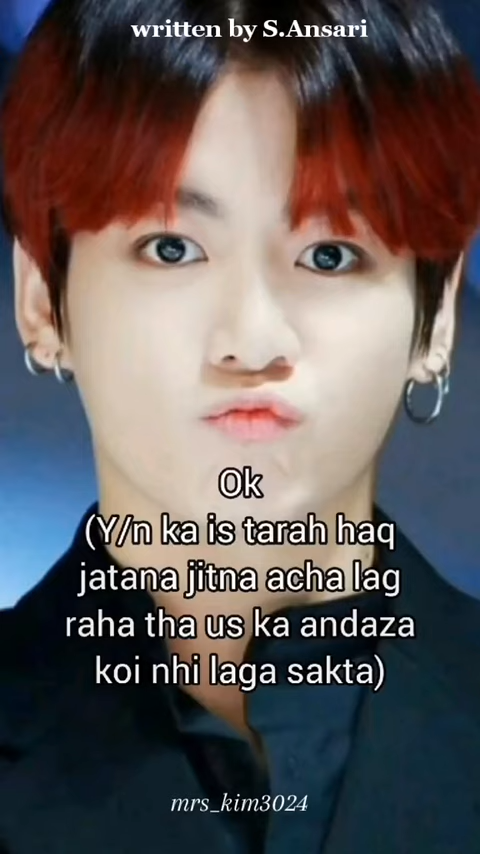 written by S.Ansari
Ok
(Y/n ka is tarah haq
jatana jitna acha lag
raha tha us ka andaza
koi nhi laga sakta)
mrs_kim3024